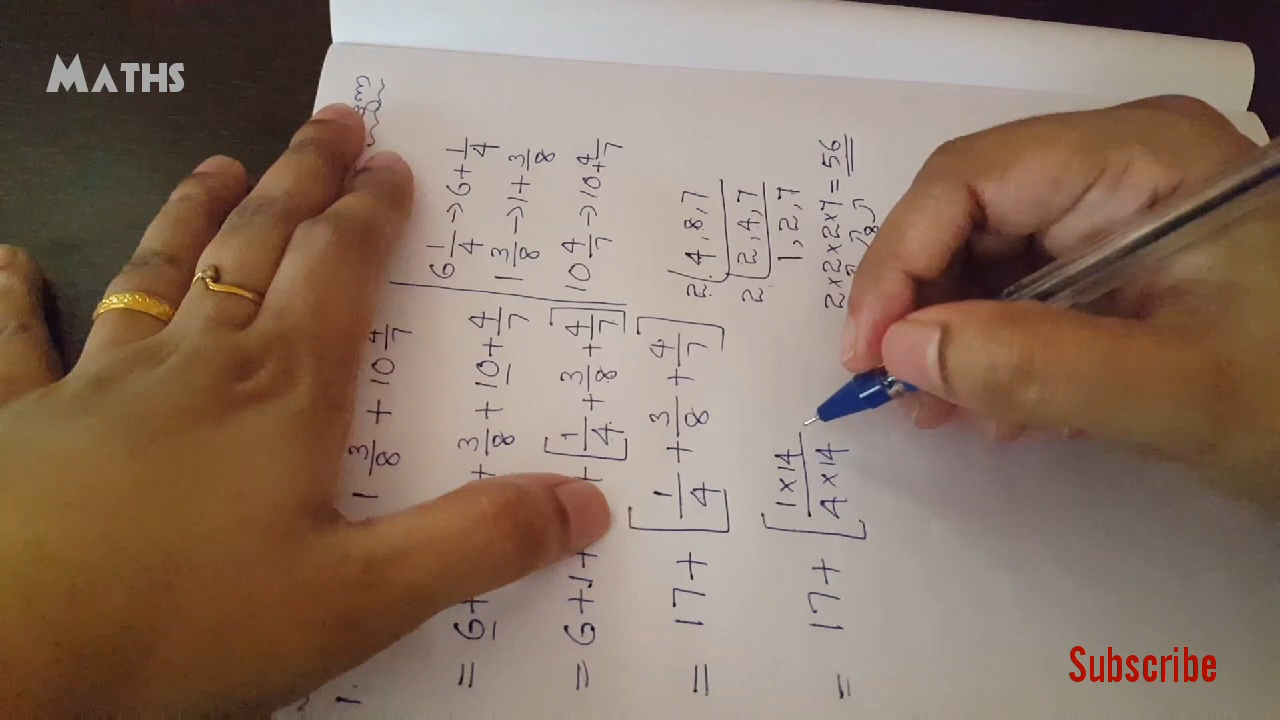 MATHS
1. 1 3/8 + 10 4/7
= 6 + 3/8 + 10 + 4/7
= 6 + 1 + [1/4 + 3/8 + 4/7]
= 17 + [1/4 + 3/8 + 4/7]
= 17 + [1×14/4×14
6 1/4 → 6 + 1/4
1 3/8 → 1 + 3/8
10 4/7 → 10 + 4/7
2 | 4, 8, 7
2 | 2, 4, 7
1, 2, 7
2×2×2×7 = 56
Subscribe